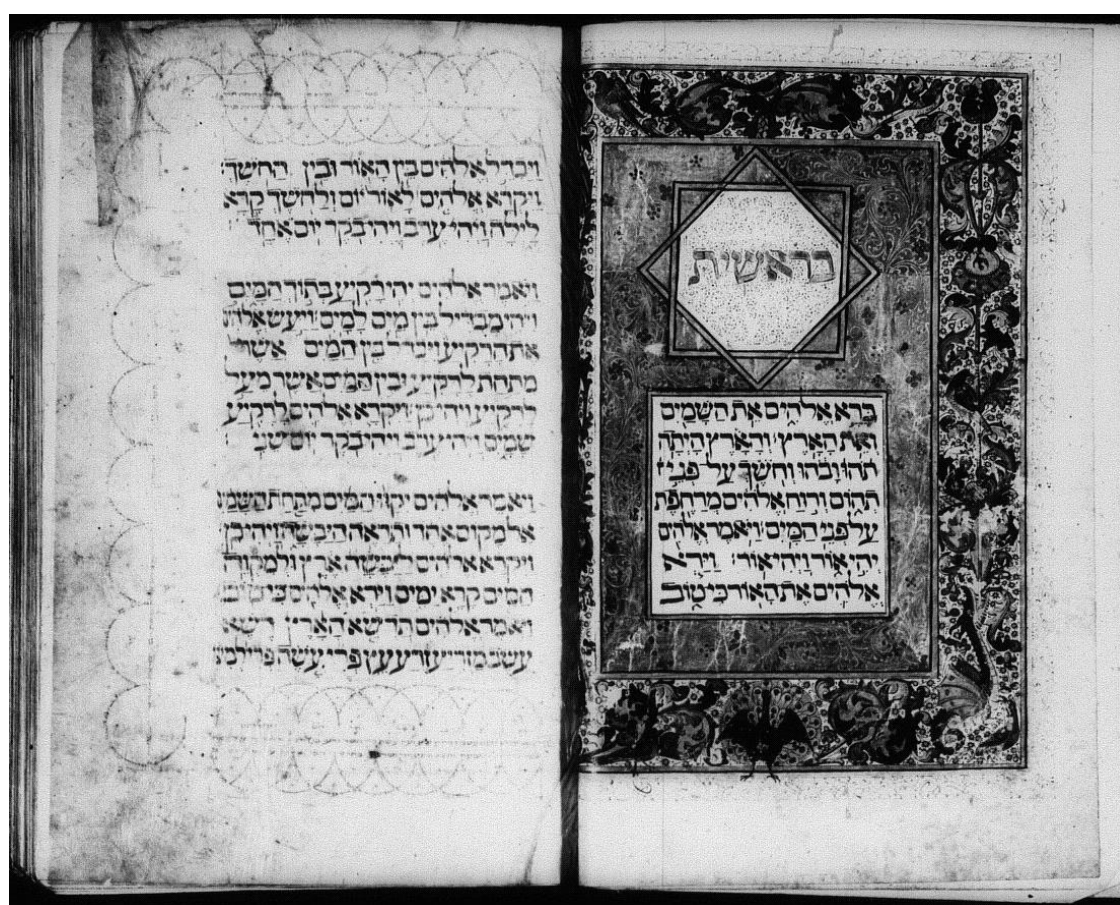 בראשית
ברא אלהים את השמים
ואת הארץ׃ והארץ היתה
תהו ובהו וחשך על פני
תהום ורוח אלהים מרחפת
על פני המים׃ ויאמר אלהים
יהי אור ויהי אור׃ וירא
אלהים את האור כי טוב
ויבדל אלהים בין האור ובין החשך׃
ויקרא אלהים לאור יום ולחשך קרא
לילה ויהי ערב ויהי בקר יום אחד
ויאמר אלהים יהי רקיע בתוך המים
ויהי מבדיל בין מים למים׃ ויעש אלהים
את הרקיע ויבדל בין המים אשר
מתחת לרקיע ובין המים אשר מעל
לרקיע ויהי כן׃ ויקרא אלהים לרקיע
שמים ויהי ערב ויהי בקר יום שני
ויאמר אלהים יקוו המים מתחת השמים
אל מקום אחד ותראה היבשה ויהי כן׃
ויקרא אלהים ליבשה ארץ ולמקוה
המים קרא ימים וירא אלהים כי טוב׃
ויאמר אלהים תדשא הארץ דשא
עשב מזריע זרע עץ פרי עשה פרי למינו